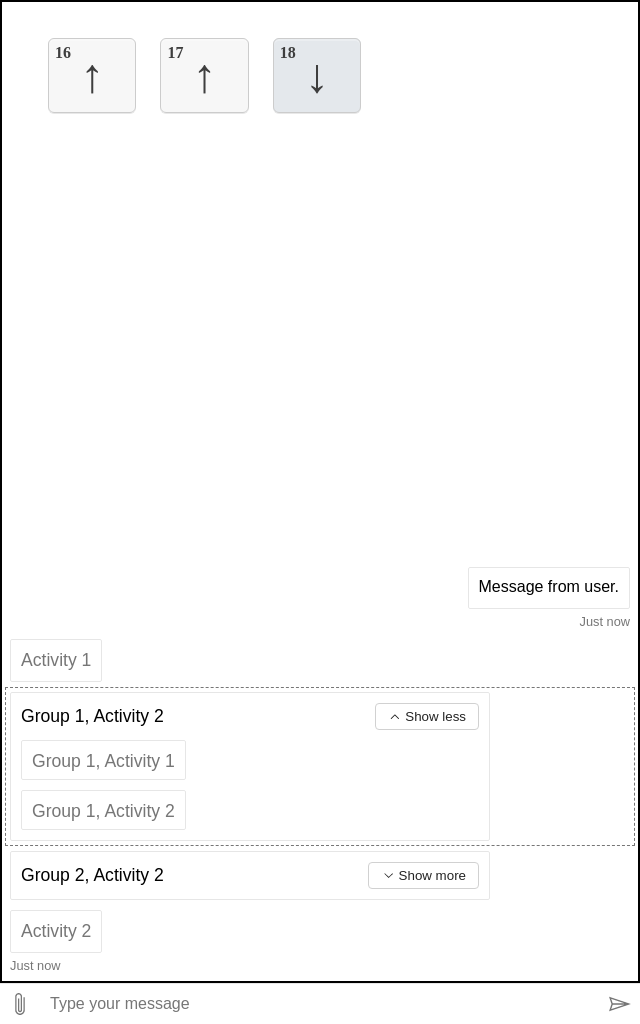 16
↑
17
↑
18
↓
Message from user.
Just now
Activity 1
Group 1, Activity 2
Show less
Group 1, Activity 1
Group 1, Activity 2
Group 2, Activity 2
Show more
Activity 2
Just now
Type your message